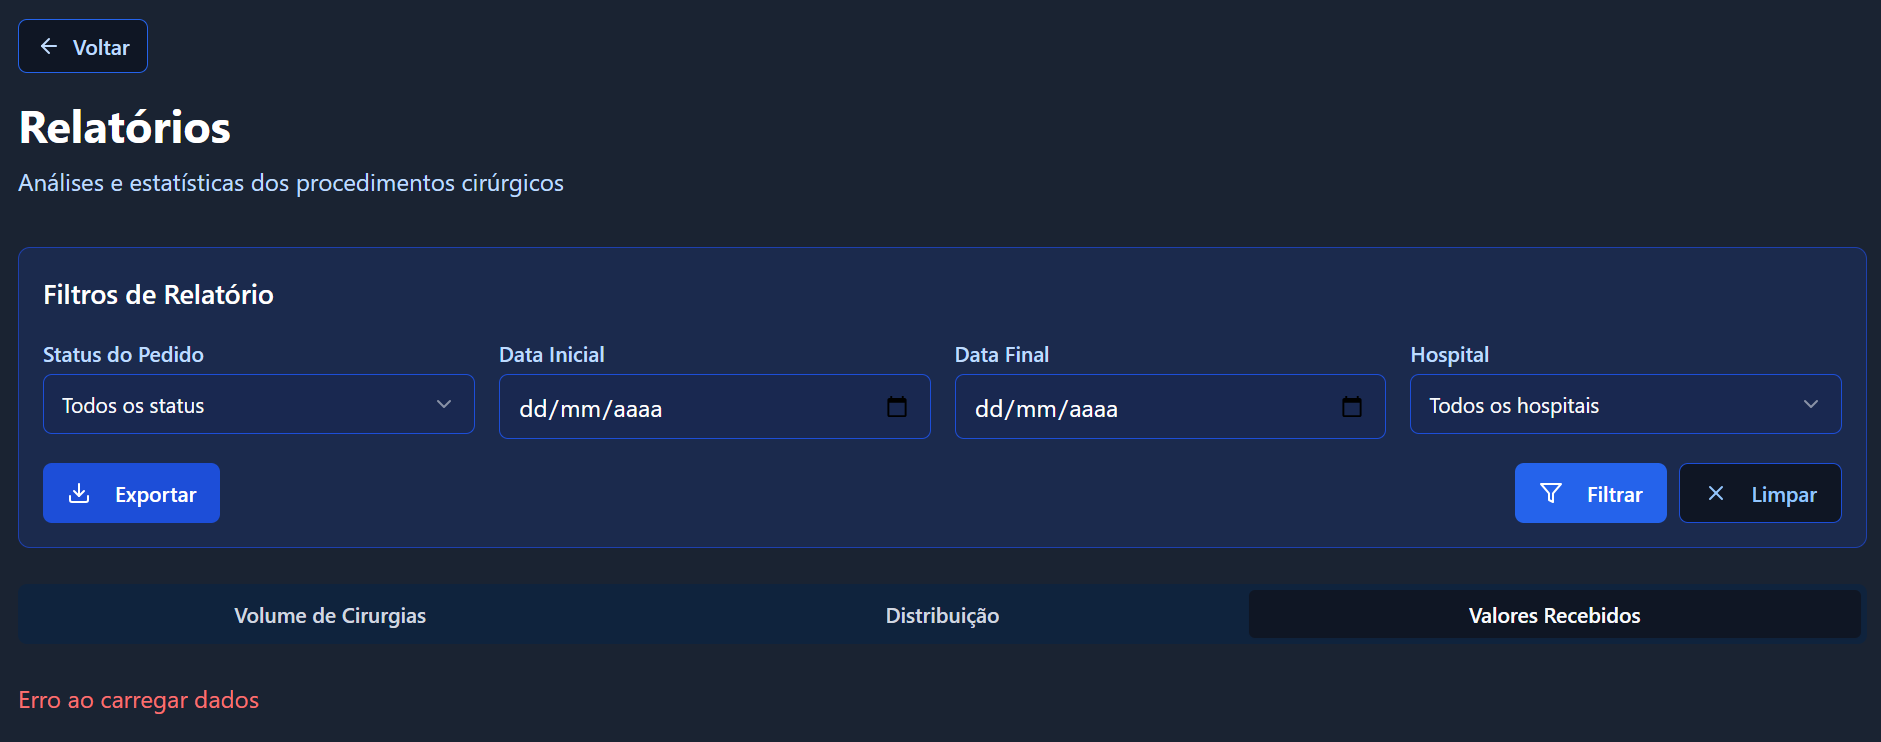 Voltar
Relatórios
Análises e estatísticas dos procedimentos cirúrgicos
Filtros de Relatório
Status do Pedido
Data Inicial
Data Final
Hospital
Todos os status
dd/mm/aaaa
dd/mm/aaaa
Todos os hospitais
Exportar
Filtrar
Limpar
Volume de Cirurgias
Distribuição
Valores Recebidos
Erro ao carregar dados